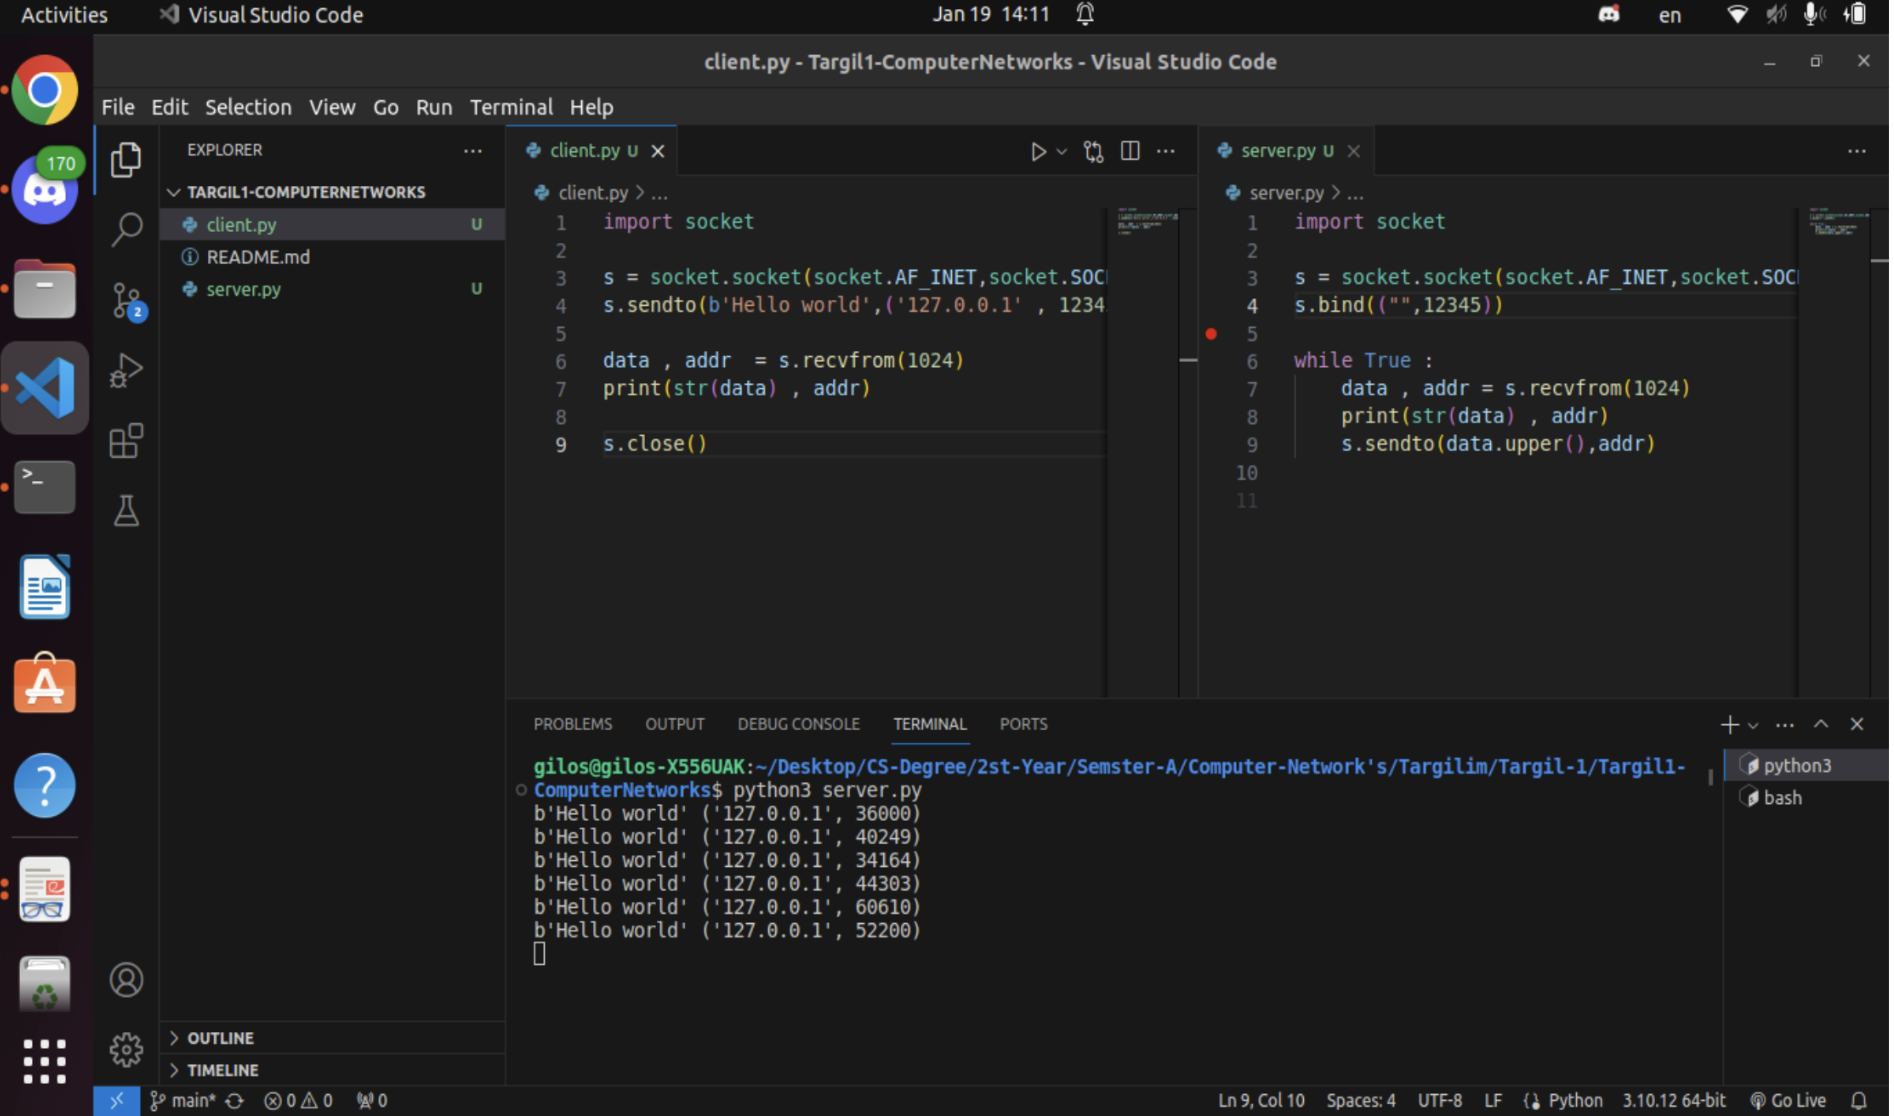 Activities Visual Studio Code Jan 19 14:11 en
client.py - Targil1-ComputerNetworks - Visual Studio Code
File Edit Selection View Go Run Terminal Help
170
EXPLORER
TARGIL1-COMPUTERNETWORKS
client.py U
README.md
server.py U
2
client.py U
client.py > ...
1 import socket
2
3 s = socket.socket(socket.AF_INET,socket.SOC
4 s.sendto(b'Hello world',('127.0.0.1' , 1234
5
6 data , addr  = s.recvfrom(1024)
7 print(str(data) , addr)
8
9 s.close()
server.py U
server.py > ...
1 import socket
2
3 s = socket.socket(socket.AF_INET,socket.SOC
4 s.bind(("",12345))
5
6 while True :
7     data , addr = s.recvfrom(1024)
8     print(str(data) , addr)
9     s.sendto(data.upper(),addr)
10
11
PROBLEMS OUTPUT DEBUG CONSOLE TERMINAL PORTS
gilos@gilos-X556UAK:~/Desktop/CS-Degree/2st-Year/Semster-A/Computer-Network's/Targilim/Targil-1/Targil1-
ComputerNetworks$ python3 server.py
b'Hello world' ('127.0.0.1', 36000)
b'Hello world' ('127.0.0.1', 40249)
b'Hello world' ('127.0.0.1', 34164)
b'Hello world' ('127.0.0.1', 44303)
b'Hello world' ('127.0.0.1', 60610)
b'Hello world' ('127.0.0.1', 52200)
python3
bash
OUTLINE
TIMELINE
main* 0 0 0 Ln 9, Col 10 Spaces: 4 UTF-8 LF Python 3.10.12 64-bit Go Live